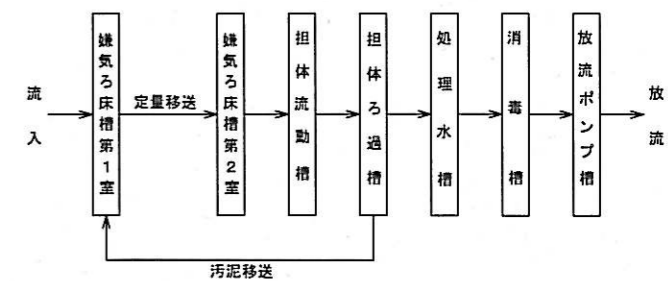 流入
嫌気ろ床槽第1室
定量移送
嫌気ろ床槽第2室
担体流動槽
担体ろ過槽
処理水槽
消毒槽
放流ポンプ槽
放流
汚泥移送